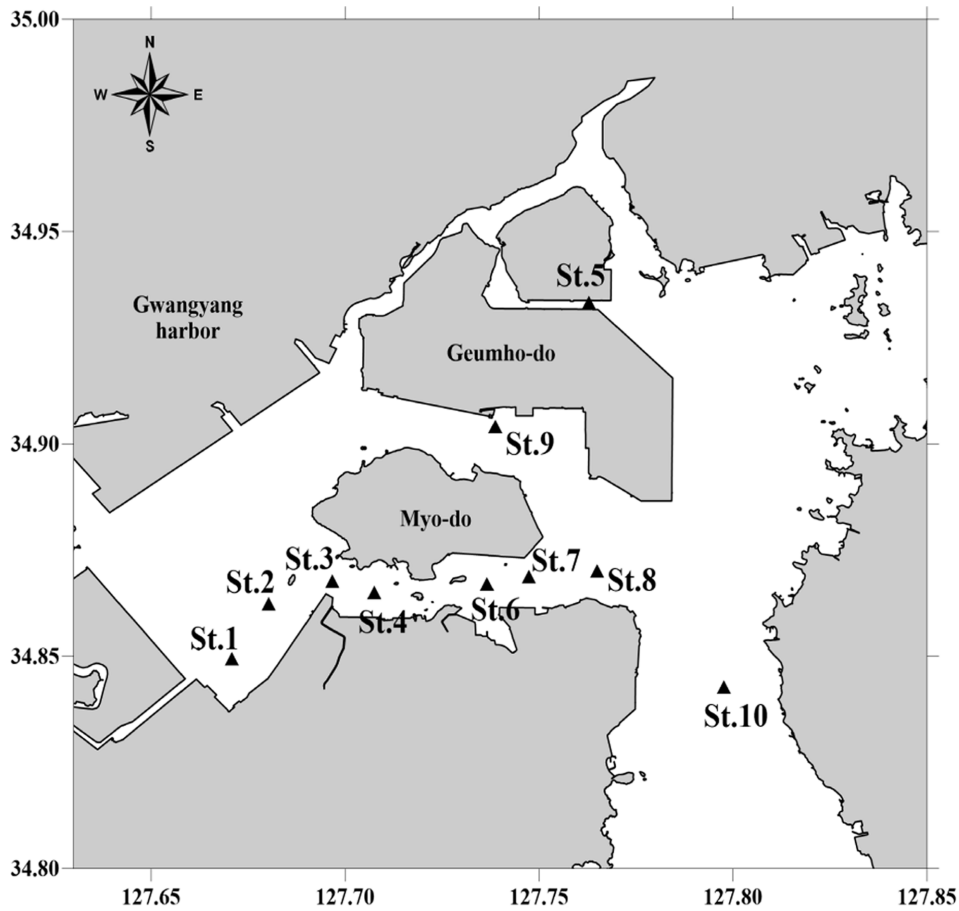 35.00
N
W E
S
34.95
St.5
Gwangyang
harbor
Geumho-do
34.90
St.9
Myo-do
St.3
St.7
St.2
St.8
St.6
St.4
St.1
34.85
St.10
34.80
127.65 127.70 127.75 127.80 127.85